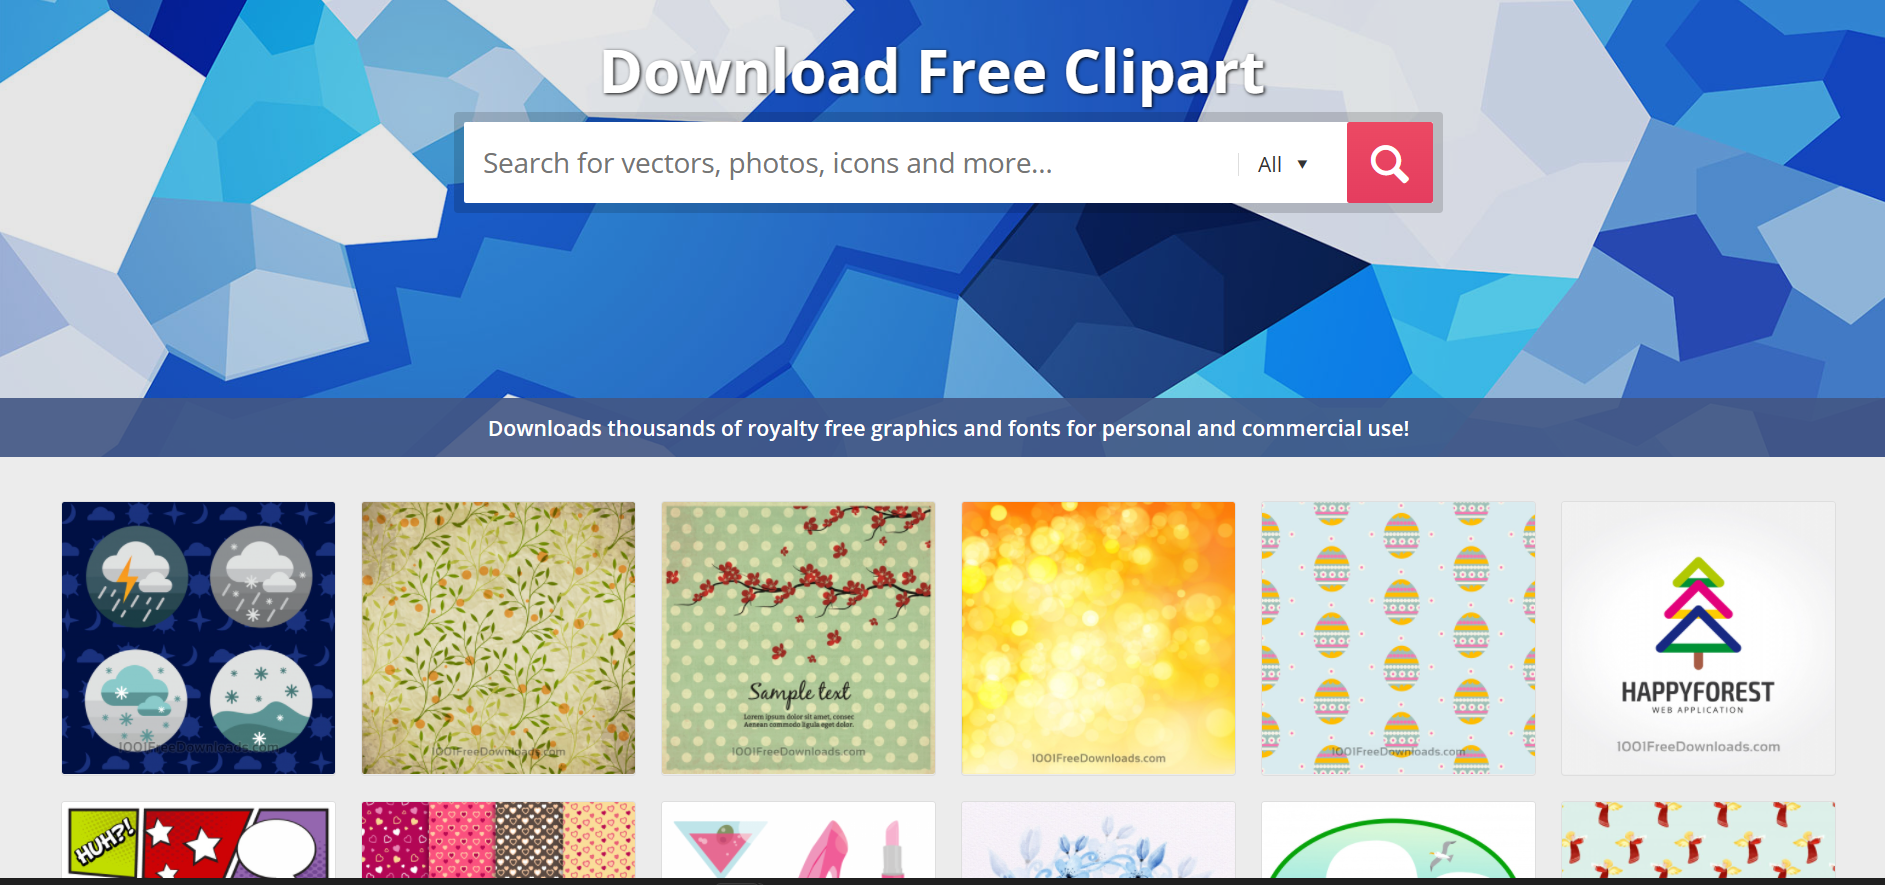 Download Free Clipart
Search for vectors, photos, icons and more...
All
Downloads thousands of royalty free graphics and fonts for personal and commercial use!
1001FreeDownloads.com
1001FreeDownloads.com
Sample text
Lorem ipsum dolor sit amet, consec
Aenean commodo ligula eget dolor.
1001FreeDownloads.com
1001FreeDownloads.com
1001FreeDownloads.com
HAPPYFOREST
WEB APPLICATION
1001FreeDownloads.com
HUH?!